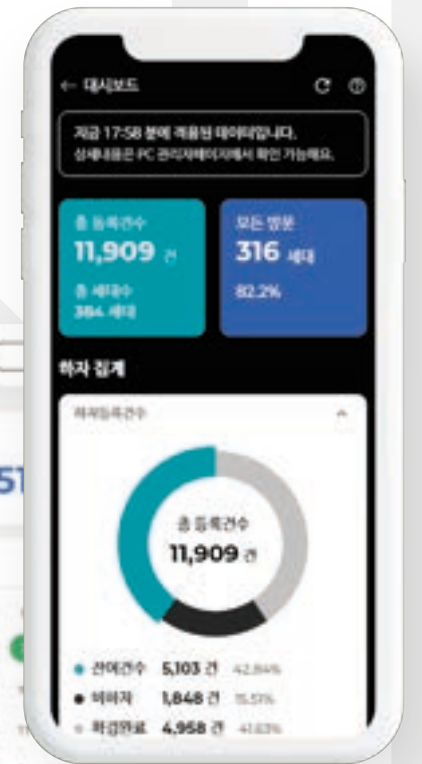 ← 대시보드
지금 17:58 분에 적용된 데이터입니다.
상세내용은 PC 관리자페이지에서 확인 가능해요.
총 등록건수
11,909 건
총 세대수
384 세대
모든 방문
316 세대
82.2%
하자 집계
하자등록건수
총 등록건수
11,909 건
잔여건수 5,103 건 42.84%
미하자 1,848 건 15.51%
점완료 4,958 건 41.63%
51